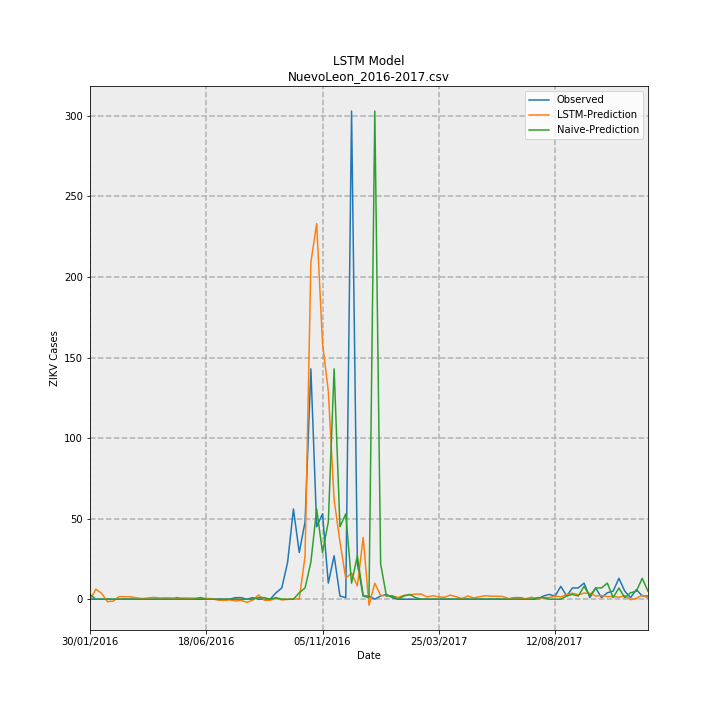 LSTM Model
NuevoLeon_2016-2017.csv
Observed
LSTM-Prediction
Naive-Prediction
ZIKV Cases
300
250
200
150
100
50
0
30/01/2016
18/06/2016
05/11/2016
25/03/2017
12/08/2017
Date